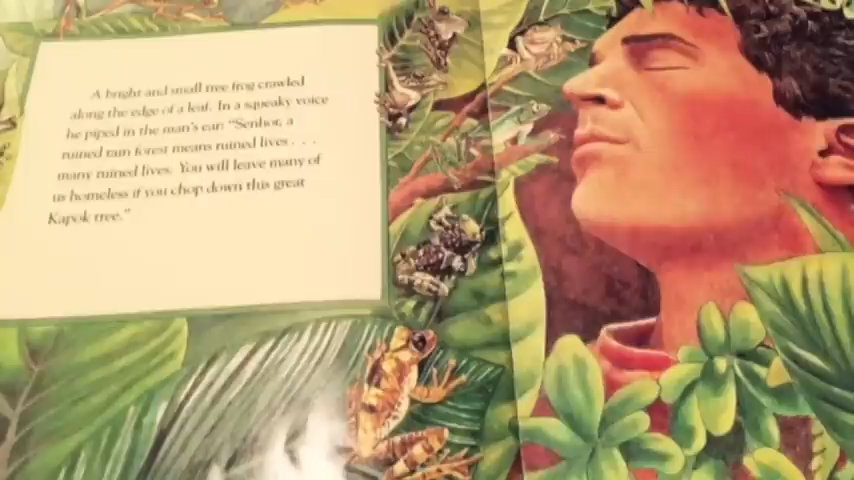 A bright and small tree frog crawled
along the edge of a leaf. In a squeaky voice
he piped in the man's ear: "Senhor, a
ruined rain forest means ruined lives . . .
many ruined lives. You will leave many of
us homeless if you chop down this great
Kapok tree."